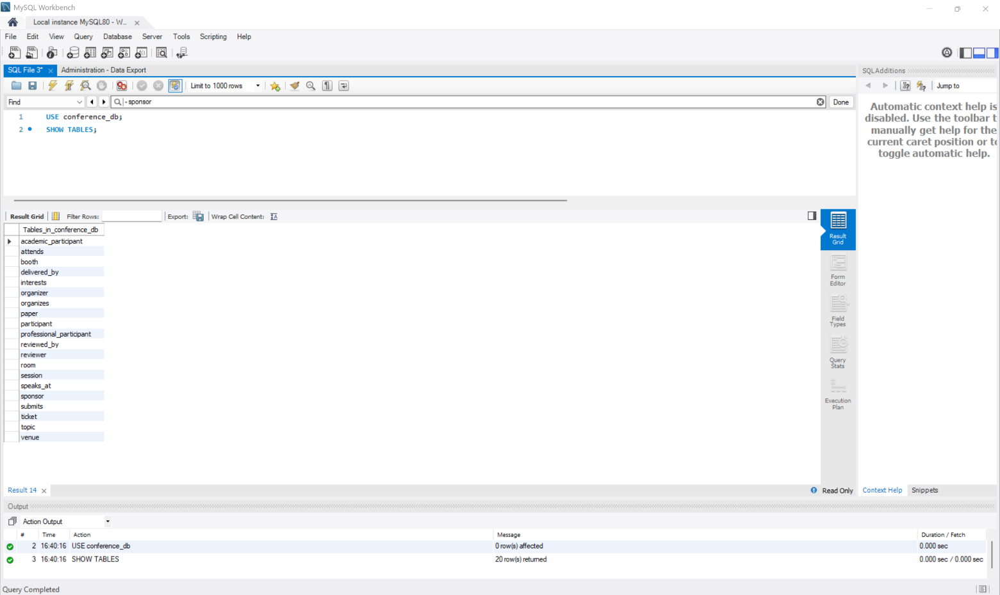 MySQL Workbench
Local instance MySQL80 - W...
File Edit View Query Database Server Tools Scripting Help
SQL File 3* Administration - Data Export
SQLAdditions
Limit to 1000 rows
Jump to
Find
sponsor
Done
1 USE conference_db;
2 SHOW TABLES;
Automatic context help is
disabled. Use the toolbar t
manually get help for the
current caret position or to
toggle automatic help.
Result Grid Filter Rows: Export: Wrap Cell Content:
Tables_in_conference_db
academic_participant
attends
booth
delivered_by
interests
organizer
organizes
paper
participant
professional_participant
reviewed_by
reviewer
room
session
speaks_at
sponsor
submits
ticket
topic
venue
Result
Grid
Form
Editor
Field
Types
Query
Stats
Execution
Plan
Result 14
Read Only
Context Help Snippets
Output
Action Output
# Time Action Message Duration / Fetch
2 16:40:16 USE conference_db 0 row(s) affected 0.000 sec
3 16:40:16 SHOW TABLES 20 row(s) returned 0.000 sec / 0.000 sec
Query Completed